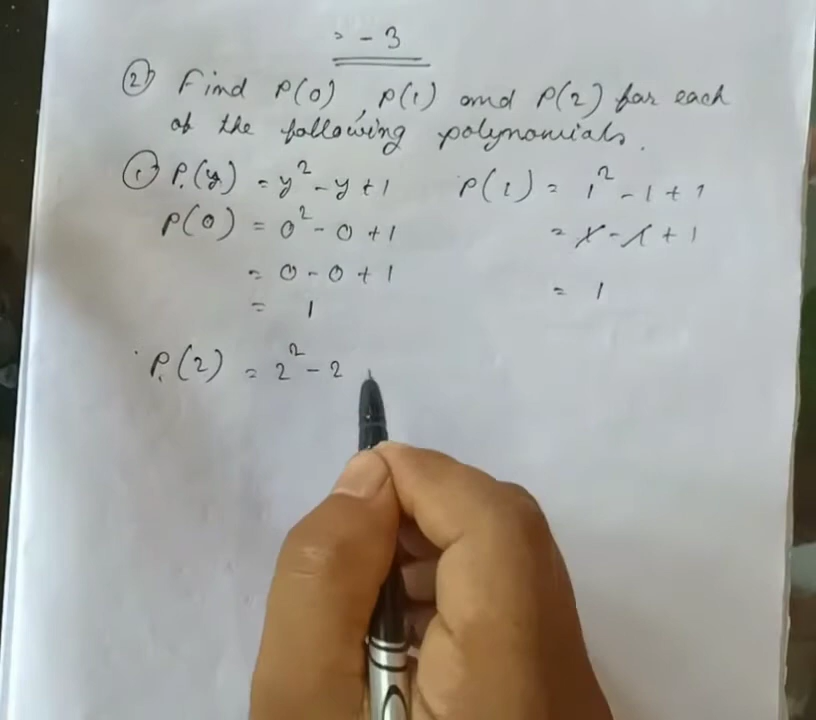 = - 3
② Find P(0), P(1) and P(2) for each
of the following polynomials.
① P(y) = y² - y + 1
P(0) = 0² - 0 + 1
= 0 - 0 + 1
= 1
P(1) = 1² - 1 + 1
= 1 - 1 + 1
= 1
P(2) = 2² - 2